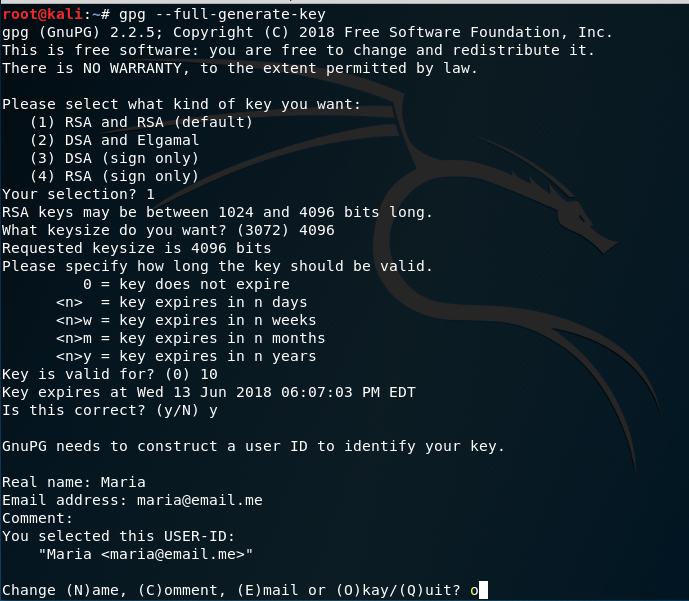 root@kali:~# gpg --full-generate-key
gpg (GnuPG) 2.2.5; Copyright (C) 2018 Free Software Foundation, Inc.
This is free software: you are free to change and redistribute it.
There is NO WARRANTY, to the extent permitted by law.

Please select what kind of key you want:
   (1) RSA and RSA (default)
   (2) DSA and Elgamal
   (3) DSA (sign only)
   (4) RSA (sign only)
Your selection? 1
RSA keys may be between 1024 and 4096 bits long.
What keysize do you want? (3072) 4096
Requested keysize is 4096 bits
Please specify how long the key should be valid.
         0 = key does not expire
      <n>  = key expires in n days
      <n>w = key expires in n weeks
      <n>m = key expires in n months
      <n>y = key expires in n years
Key is valid for? (0) 10
Key expires at Wed 13 Jun 2018 06:07:03 PM EDT
Is this correct? (y/N) y

GnuPG needs to construct a user ID to identify your key.

Real name: Maria
Email address: maria@email.me
Comment:
You selected this USER-ID:
    "Maria <maria@email.me>"

Change (N)ame, (C)omment, (E)mail or (O)kay/(Q)uit? o